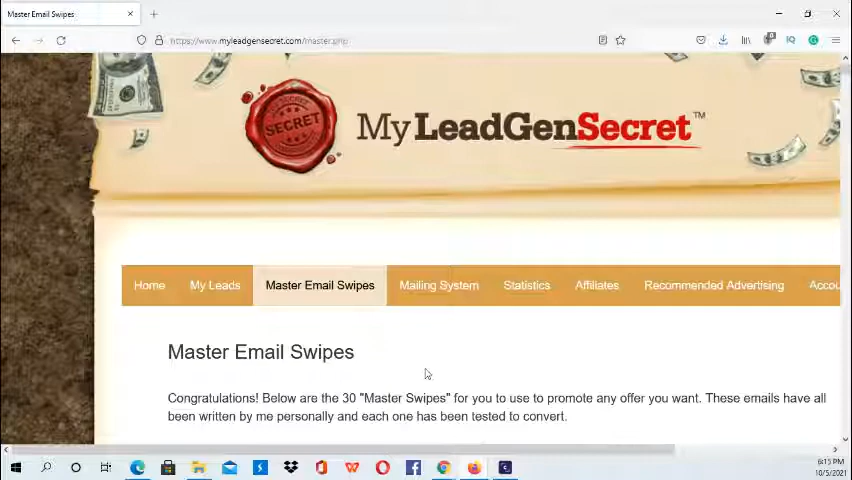 Master Email Swipes
https://www.myleadgensecret.com/master.php
SECRET
MyLeadGenSecret™
Home My Leads Master Email Swipes Mailing System Statistics Affiliates Recommended Advertising Accou
Master Email Swipes
Congratulations! Below are the 30 "Master Swipes" for you to use to promote any offer you want. These emails have all
been written by me personally and each one has been tested to convert.
6:15 PM
10/5/2021